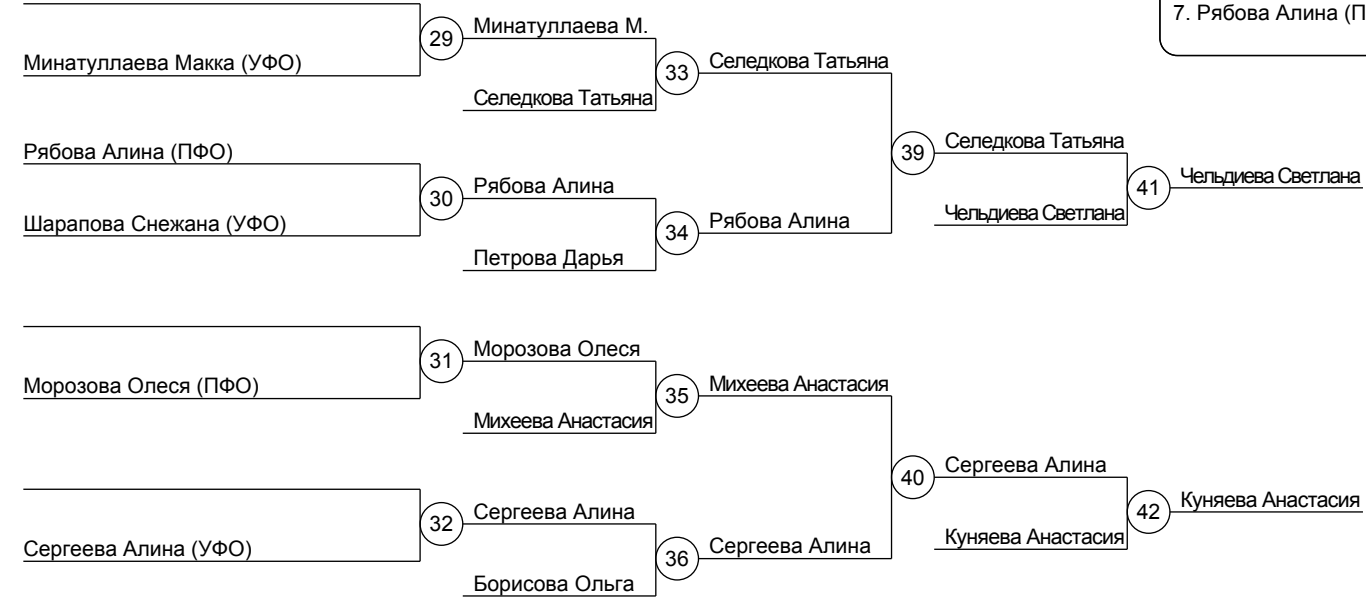 7. Рябова Алина (П
29
Минатуллаева М.
Минатуллаева Макка (УФО)
33
Селедкова Татьяна
Селедкова Татьяна
Рябова Алина (ПФО)
39
Селедкова Татьяна
30
Рябова Алина
41
Чельдиева Светлана
Шарапова Снежана (УФО)
34
Рябова Алина
Чельдиева Светлана
Петрова Дарья
31
Морозова Олеся
Морозова Олеся (ПФО)
35
Михеева Анастасия
Михеева Анастасия
40
Сергеева Алина
32
Сергеева Алина
42
Куняева Анастасия
Сергеева Алина (УФО)
36
Сергеева Алина
Куняева Анастасия
Борисова Ольга